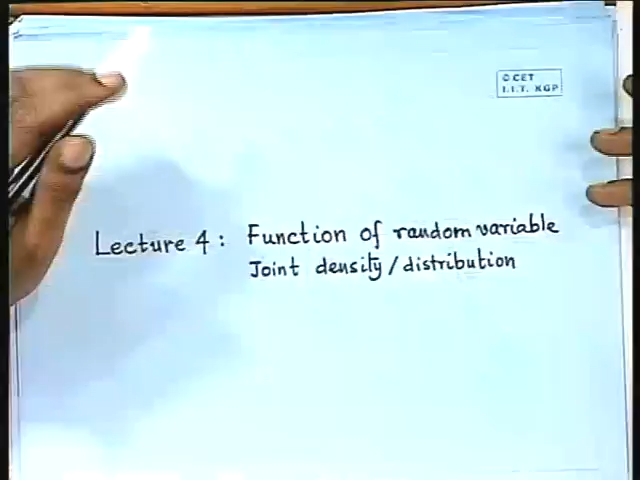 © CET
I.I.T. KGP
Lecture 4: Function of random variable
Joint density/distribution